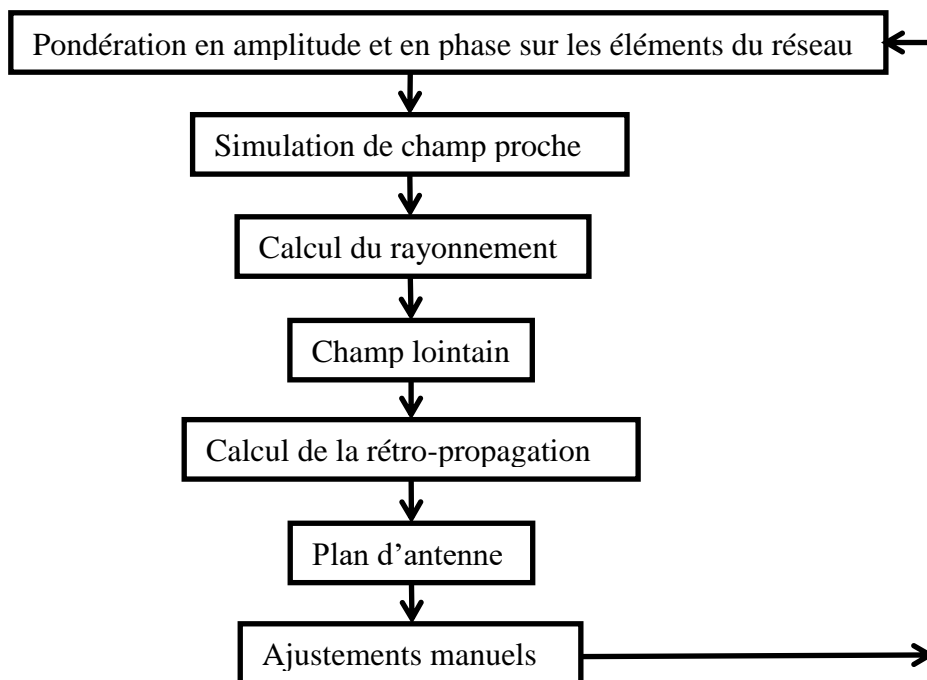 Pondération en amplitude et en phase sur les éléments du réseau
Simulation de champ proche
Calcul du rayonnement
Champ lointain
Calcul de la rétro-propagation
Plan d’antenne
Ajustements manuels